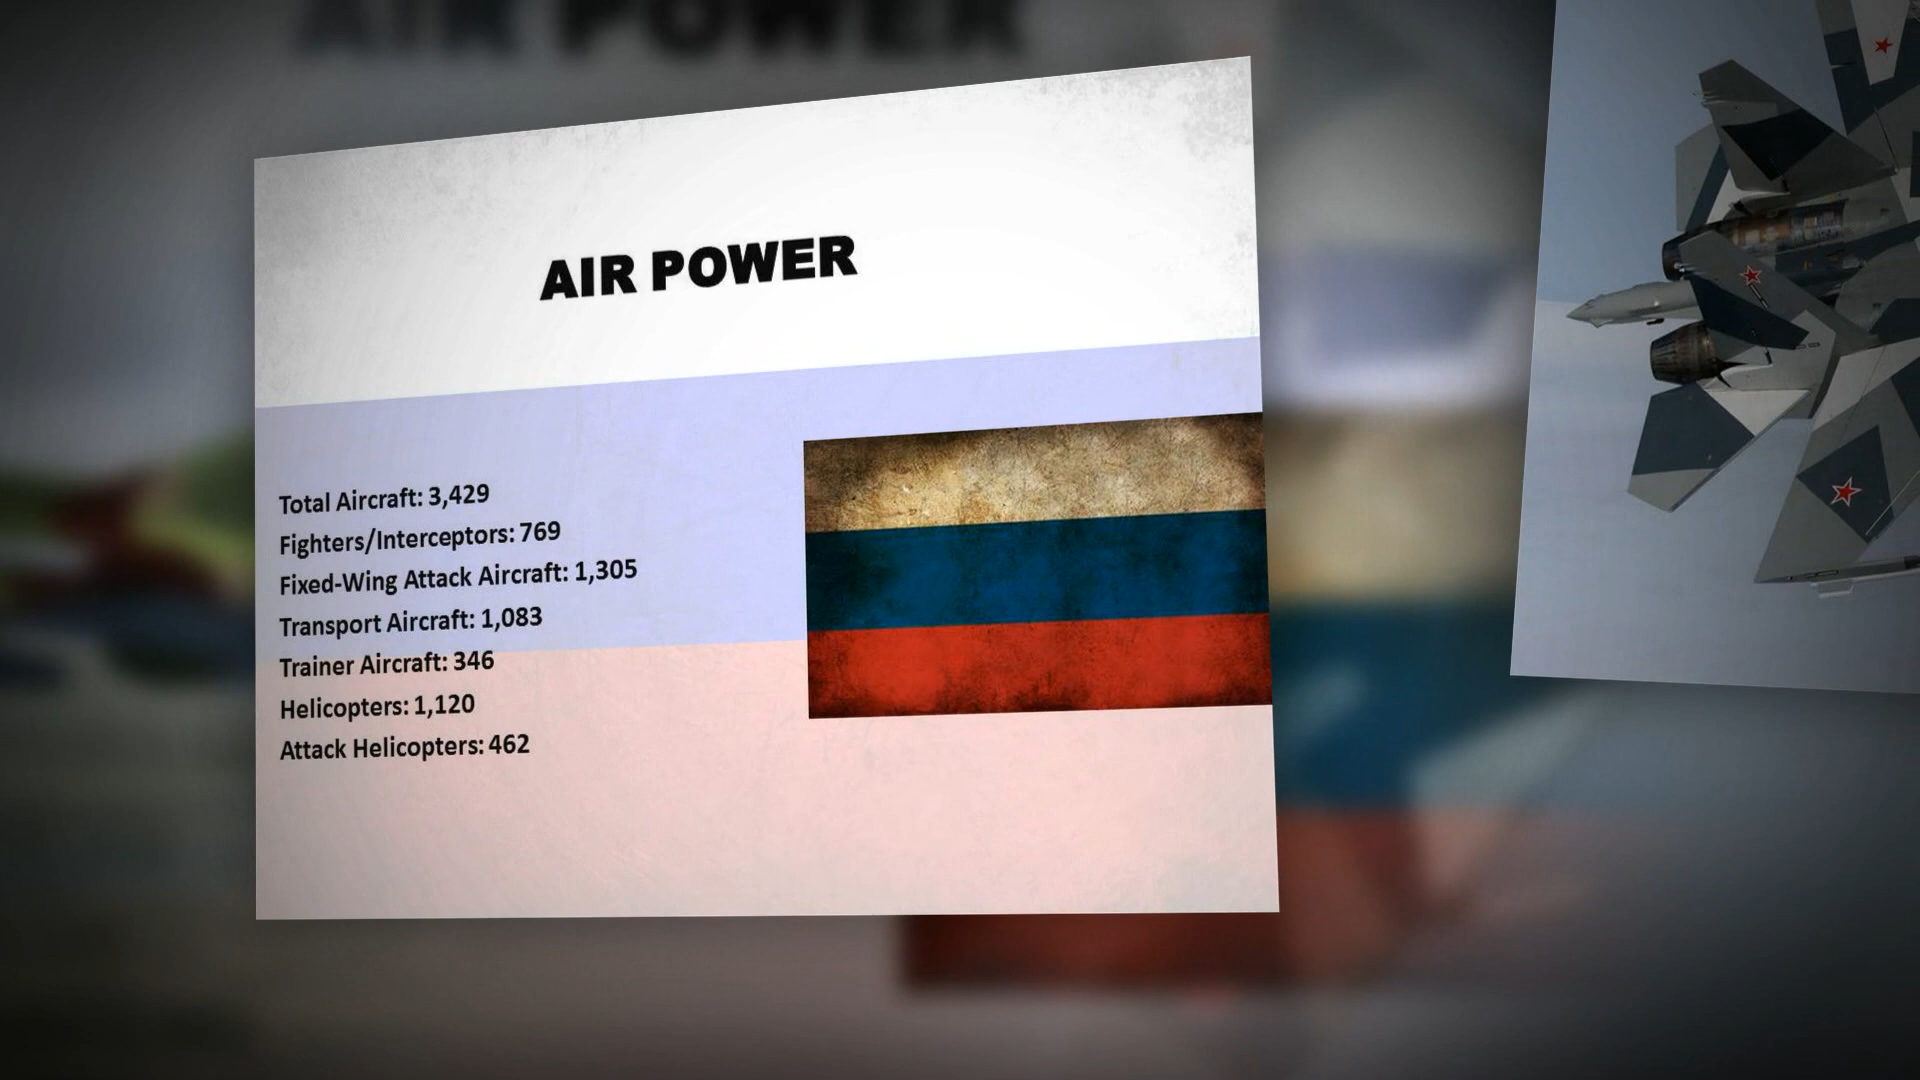 AIR POWER
Total Aircraft: 3,429
Fighters/Interceptors: 769
Fixed-Wing Attack Aircraft: 1,305
Transport Aircraft: 1,083
Trainer Aircraft: 346
Helicopters: 1,120
Attack Helicopters: 462